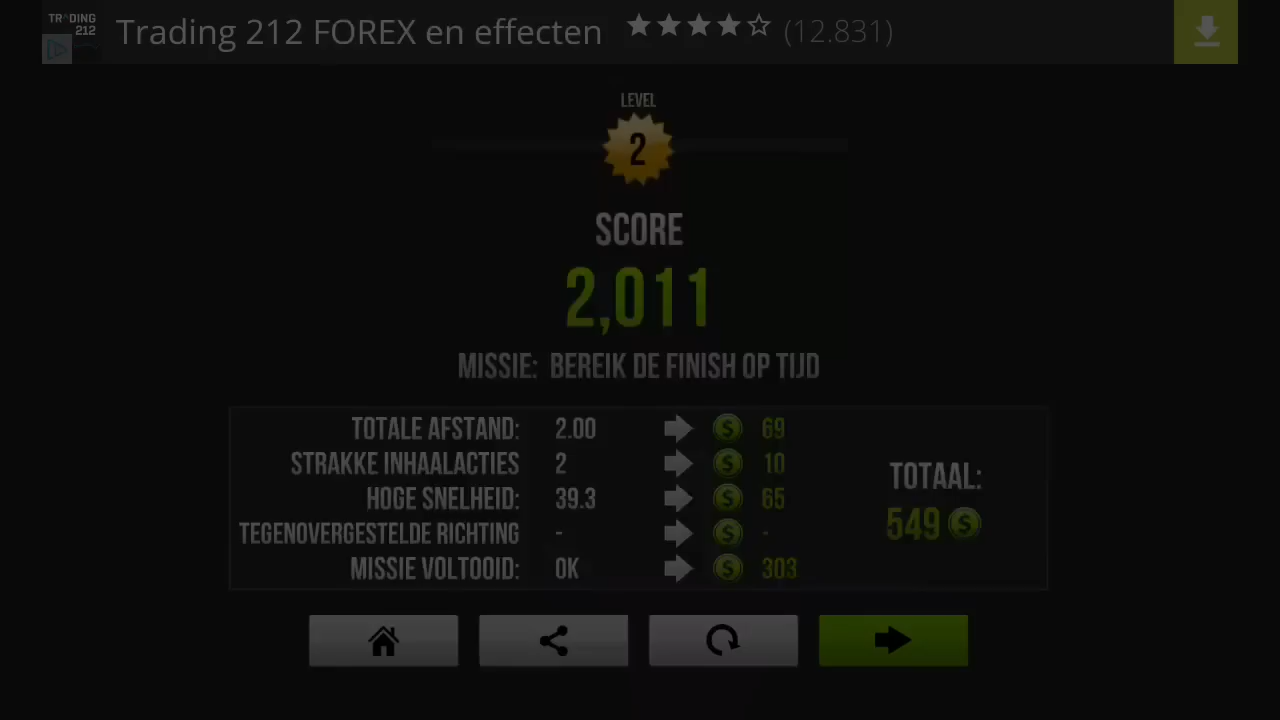 TRADING
212
Trading 212 FOREX en effecten (12.831)
LEVEL
2
SCORE
2,011
MISSIE: BEREIK DE FINISH OP TIJD
TOTALE AFSTAND: 2.00 $ 69
STRAKKE INHAALACTIES 2 $ 10
HOGE SNELHEID: 39.3 $ 65
TEGENOVERGESTELDE RICHTING - $ -
MISSIE VOLTOOID: OK $ 303
TOTAAL:
549 $